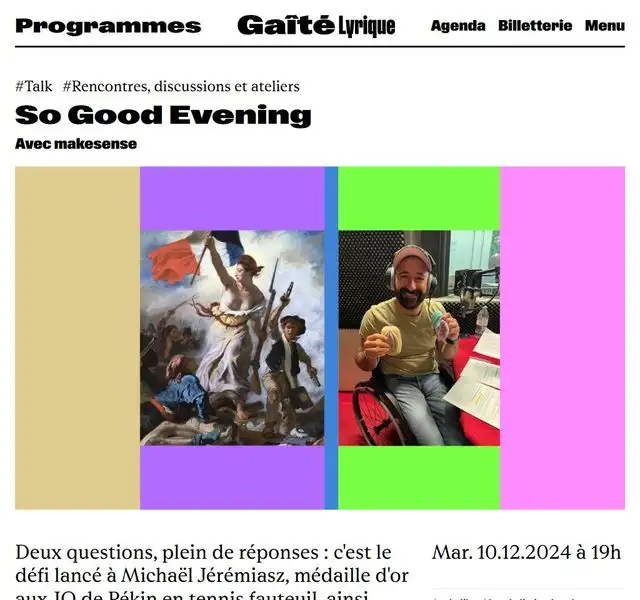 Programmes
Gaîté Lyrique
Agenda Billetterie Menu
#Talk #Rencontres, discussions et ateliers
So Good Evening
Avec makesense
Deux questions, plein de réponses : c'est le
défi lancé à Michaël Jérémiasz, médaille d'or
aux JO de Pékin en tennis fauteuil, ainsi
Mar. 10.12.2024 à 19h